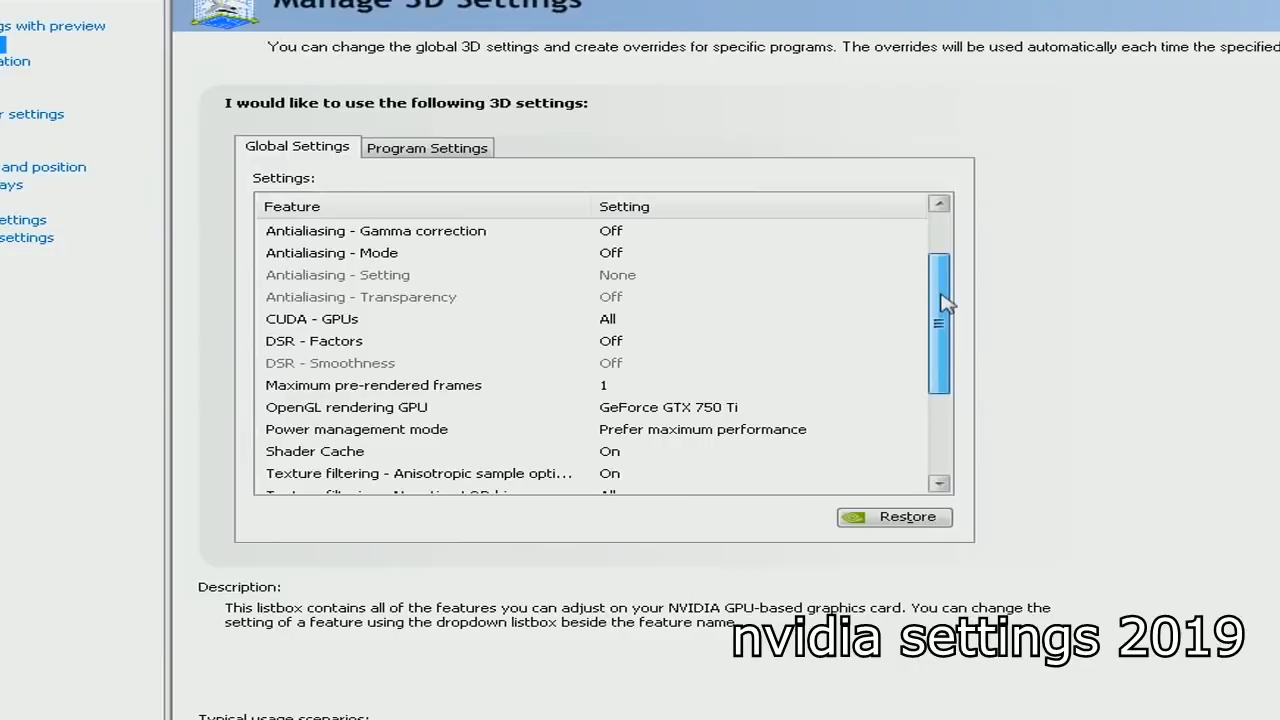 Manage 3D Settings
gs with preview
ation
r settings
and position
ays
ettings
settings
You can change the global 3D settings and create overrides for specific programs. The overrides will be used automatically each time the specified
I would like to use the following 3D settings:
Global Settings Program Settings
Settings:
Feature Setting
Antialiasing - Gamma correction Off
Antialiasing - Mode Off
Antialiasing - Setting None
Antialiasing - Transparency Off
CUDA - GPUs All
DSR - Factors Off
DSR - Smoothness Off
Maximum pre-rendered frames 1
OpenGL rendering GPU GeForce GTX 750 Ti
Power management mode Prefer maximum performance
Shader Cache On
Texture filtering - Anisotropic sample opti... On
Restore
Description:
This listbox contains all of the features you can adjust on your NVIDIA GPU-based graphics card. You can change the
setting of a feature using the dropdown listbox beside the feature name.
nvidia settings 2019
Typical usage scenarios: